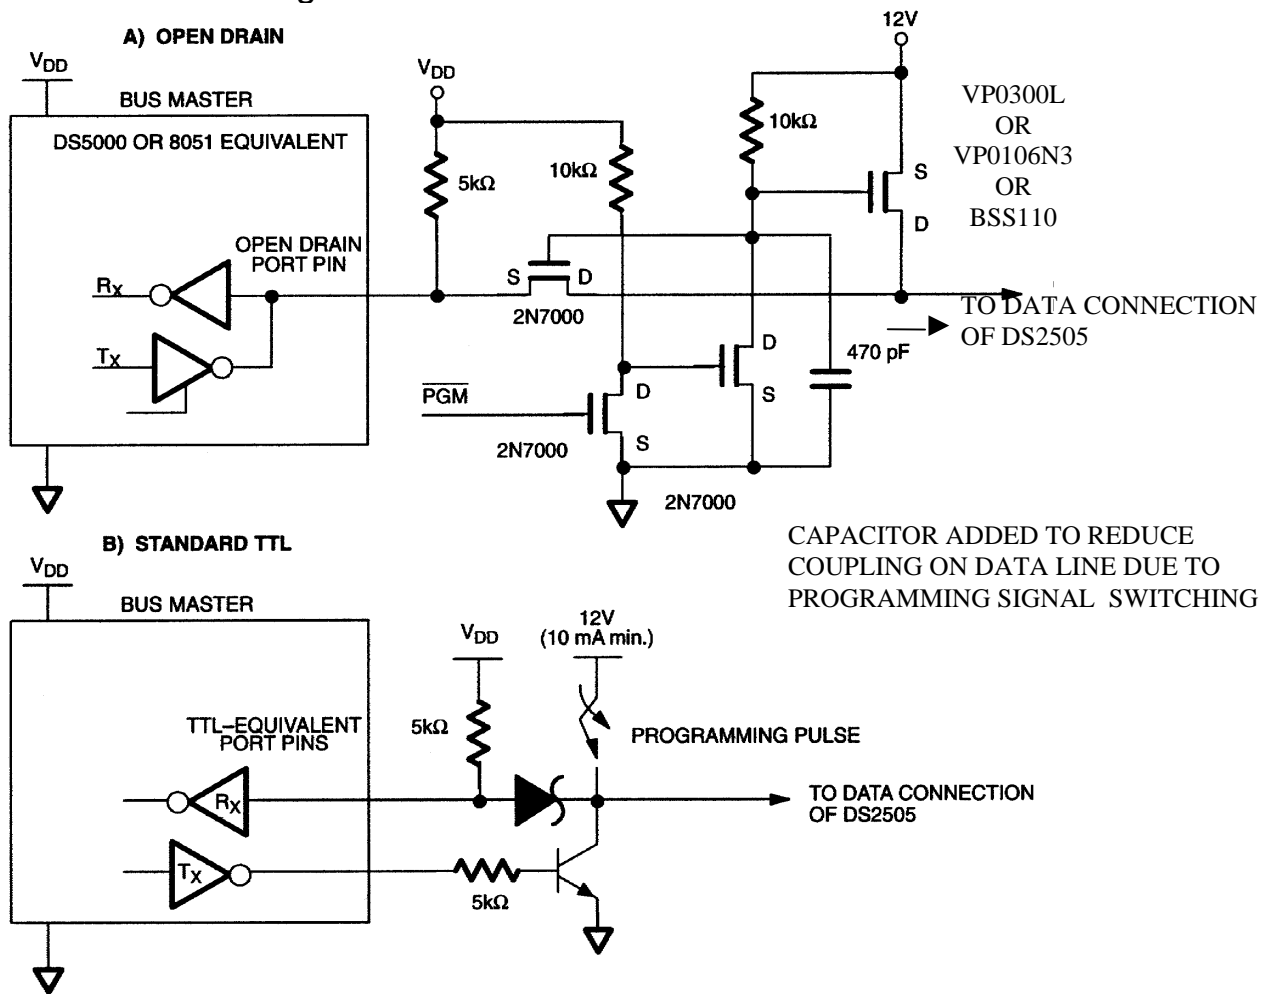 A) OPEN DRAIN
12V
VDD
VDD
BUS MASTER
DS5000 OR 8051 EQUIVALENT
5kΩ
10kΩ
10kΩ
VP0300L
OR
VP0106N3
OR
BSS110
S
D
OPEN DRAIN
PORT PIN
RX
TX
S
D
2N7000
TO DATA CONNECTION
OF DS2505
D
S
470 pF
PGM
D
S
2N7000
2N7000
CAPACITOR ADDED TO REDUCE
COUPLING ON DATA LINE DUE TO
PROGRAMMING SIGNAL SWITCHING
B) STANDARD TTL
VDD
BUS MASTER
VDD
12V
(10 mA min.)
5kΩ
PROGRAMMING PULSE
TTL–EQUIVALENT
PORT PINS
RX
TX
5kΩ
TO DATA CONNECTION
OF DS2505